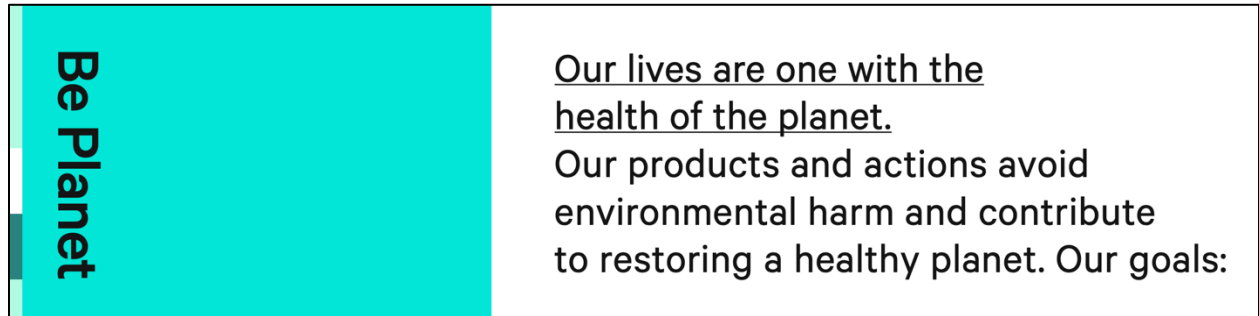 Be Planet
Our lives are one with the
health of the planet.
Our products and actions avoid
environmental harm and contribute
to restoring a healthy planet. Our goals: